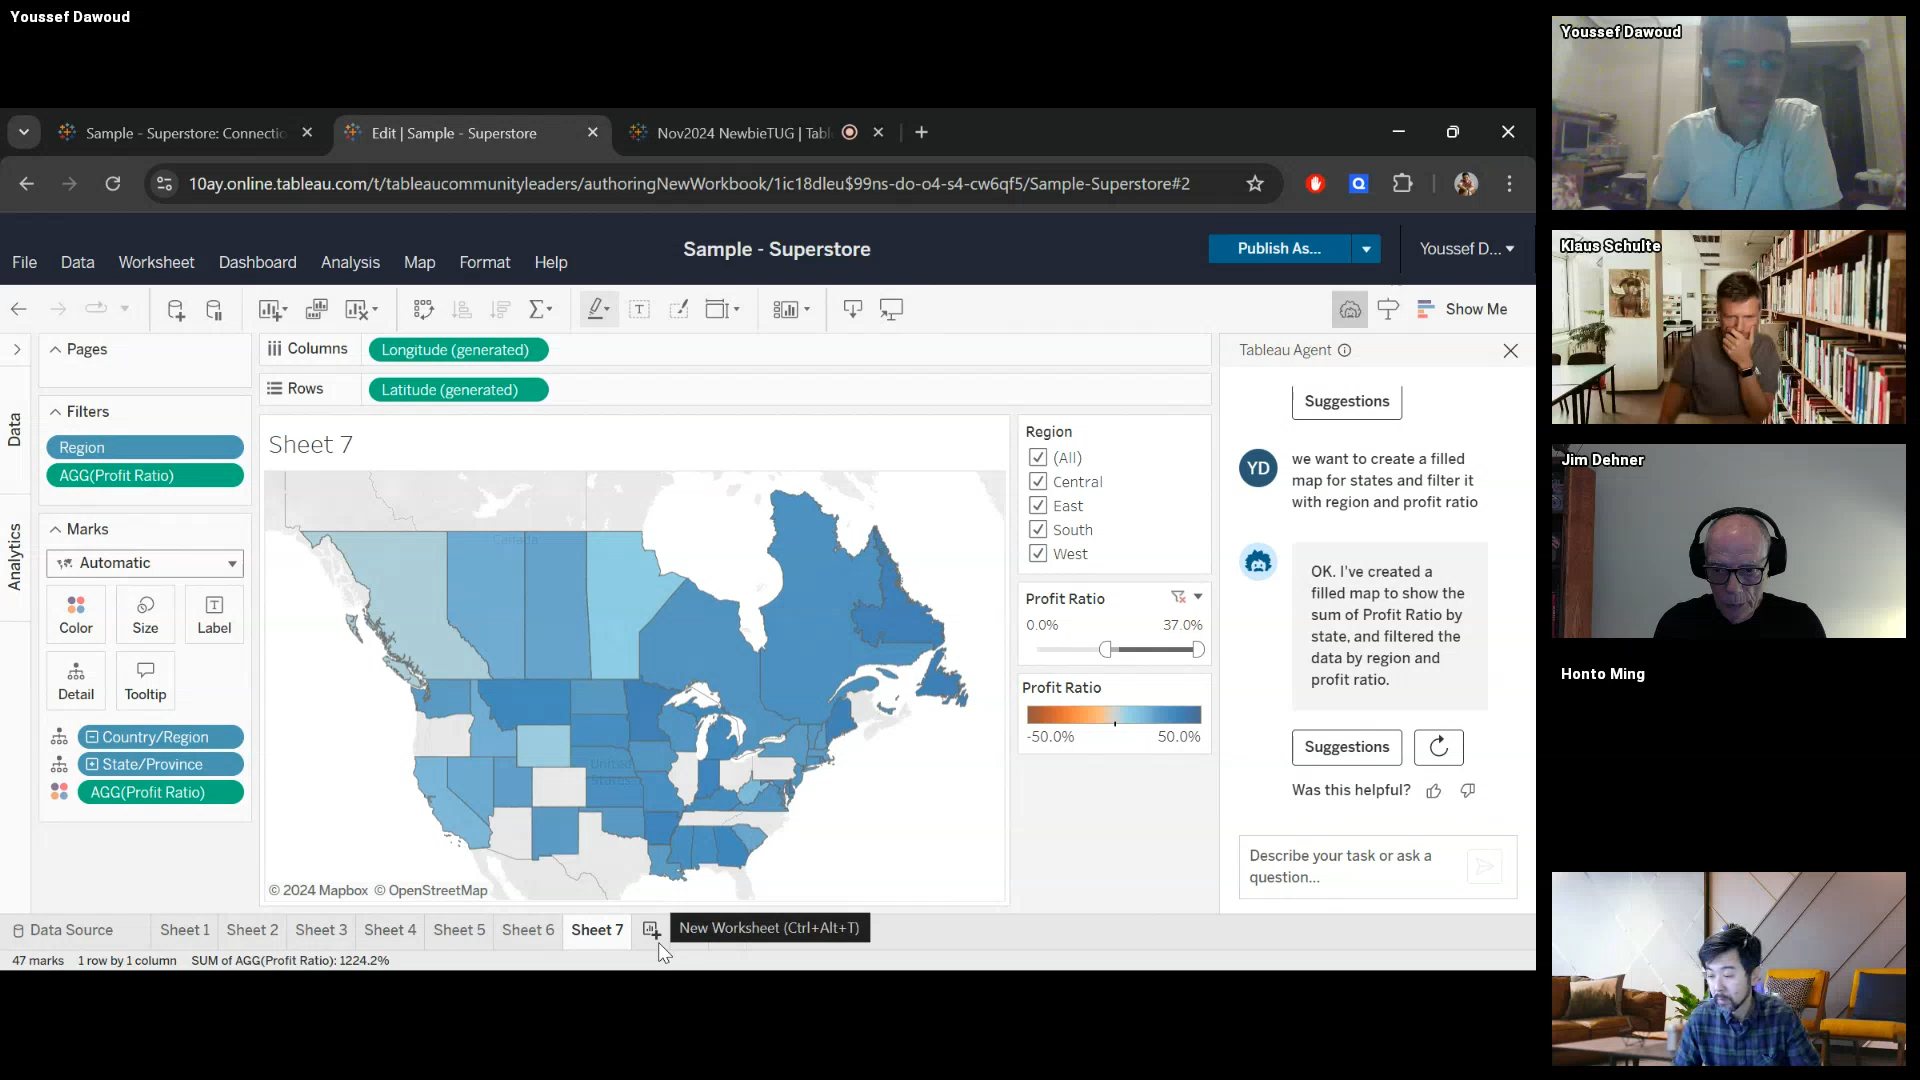 Youssef Dawoud
Sample - Superstore: Connectio
Edit | Sample - Superstore
Nov2024 NewbieTUG | Tabl
10ay.online.tableau.com/t/tableaucommunityleaders/authoringNewWorkbook/1ic18dleu$99ns-do-o4-s4-cw6qf5/Sample-Superstore#2
Sample - Superstore
Publish As...
Youssef D...
File Data Worksheet Dashboard Analysis Map Format Help
Show Me
Data
Analytics
Pages
Filters
Region
AGG(Profit Ratio)
Marks
Automatic
Color Size Label
Detail Tooltip
Country/Region
State/Province
AGG(Profit Ratio)
Columns Longitude (generated)
Rows Latitude (generated)
Sheet 7
Canada
United States
© 2024 Mapbox © OpenStreetMap
Region
(All)
Central
East
South
West
Profit Ratio
0.0% 37.0%
Profit Ratio
-50.0% 50.0%
Tableau Agent
Suggestions
YD
we want to create a filled
map for states and filter it
with region and profit ratio
OK. I've created a
filled map to show the
sum of Profit Ratio by
state, and filtered the
data by region and
profit ratio.
Suggestions
Was this helpful?
Describe your task or ask a
question...
Data Source Sheet 1 Sheet 2 Sheet 3 Sheet 4 Sheet 5 Sheet 6 Sheet 7
New Worksheet (Ctrl+Alt+T)
47 marks 1 row by 1 column SUM of AGG(Profit Ratio): 1224.2%
Youssef Dawoud
Klaus Schulte
Jim Dehner
Honto Ming